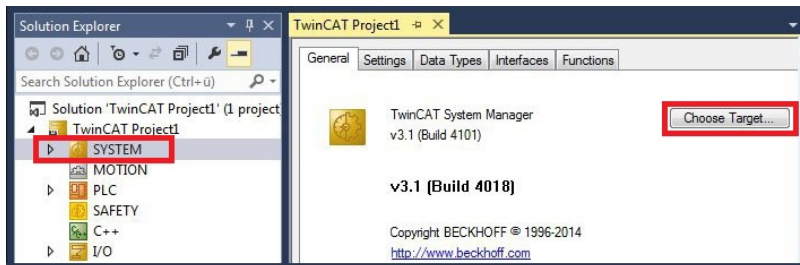 Solution Explorer
Search Solution Explorer (Ctrl+ü)
Solution 'TwinCAT Project1' (1 project
TwinCAT Project1
SYSTEM
MOTION
PLC
SAFETY
C++
I/O
TwinCAT Project1
General Settings Data Types Interfaces Functions
TwinCAT System Manager
v3.1 (Build 4101)
Choose Target...
v3.1 (Build 4018)
Copyright BECKHOFF © 1996-2014
http://www.beckhoff.com